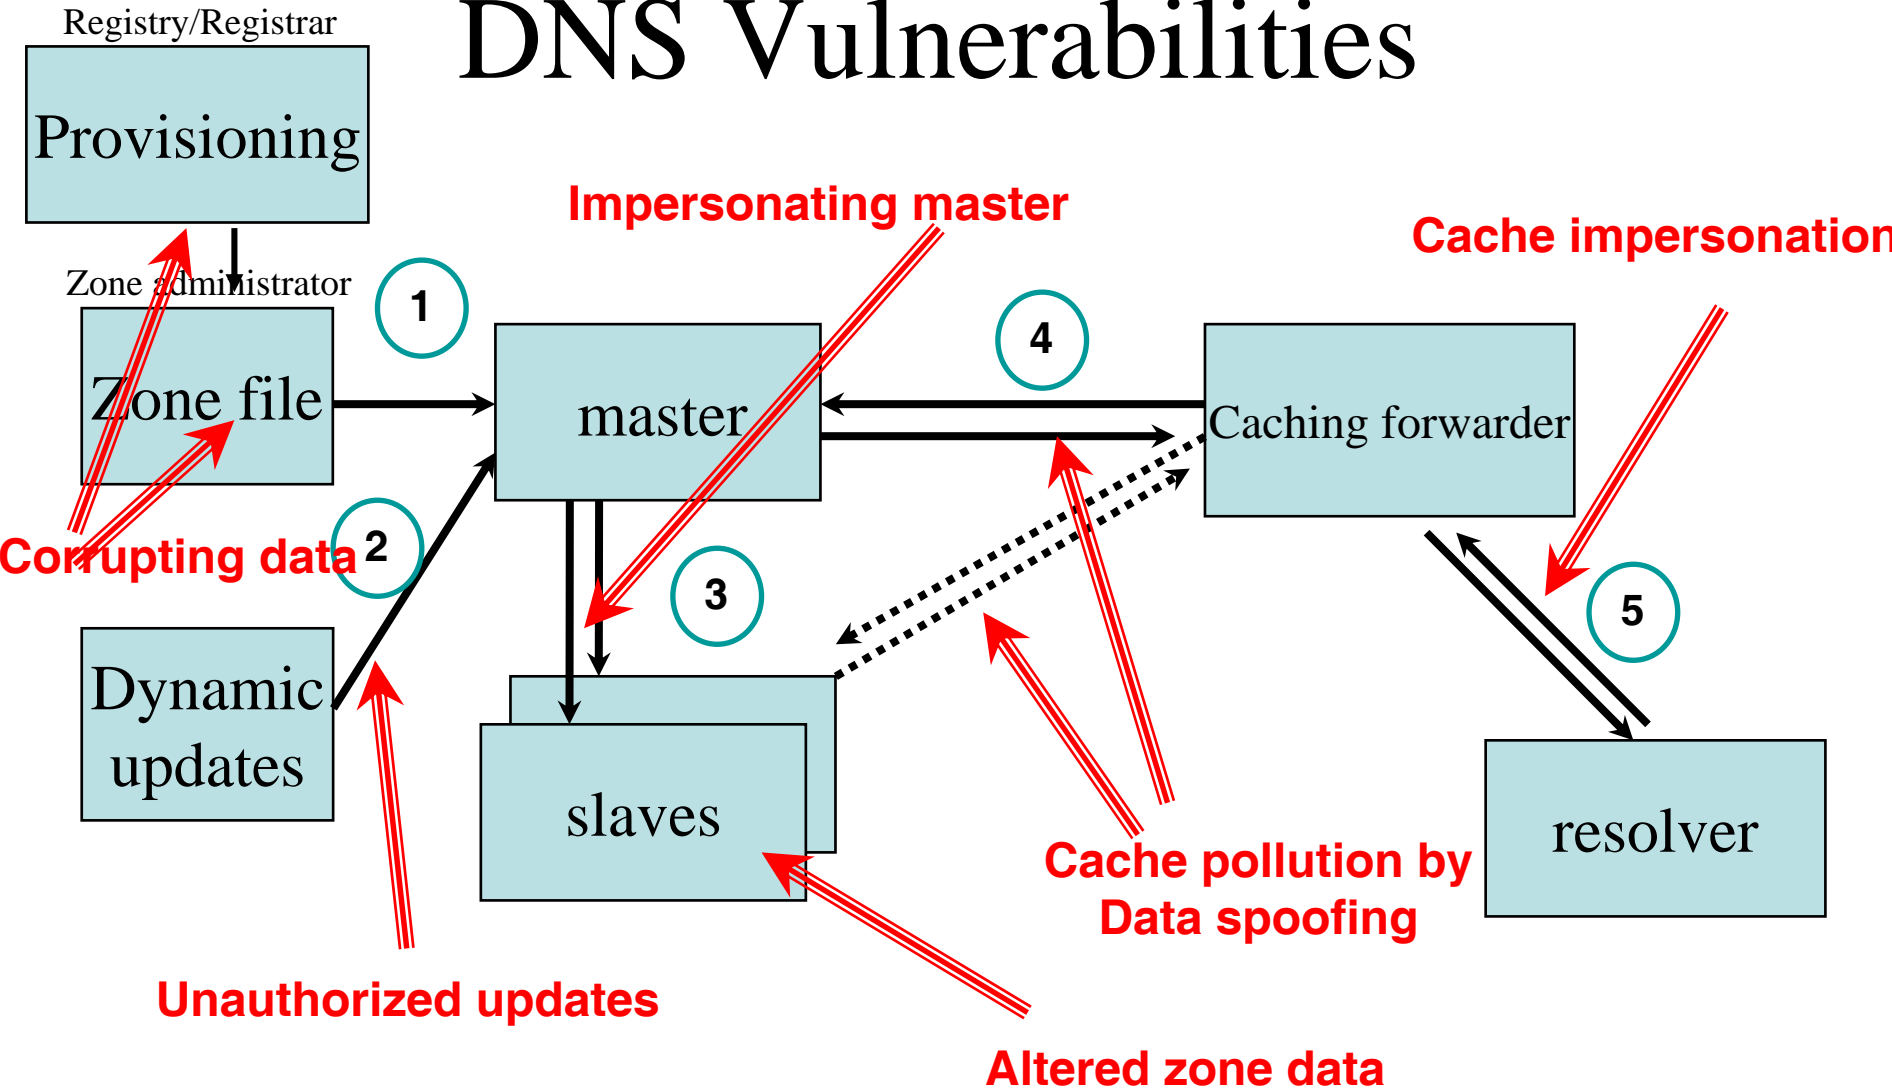 DNS Vulnerabilities
Registry/Registrar
Provisioning
Impersonating master
Cache impersonation
Zone administrator
1
4
Zone file
master
Caching forwarder
Corrupting data
2
3
5
Dynamic
updates
slaves
resolver
Cache pollution by
Data spoofing
Unauthorized updates
Altered zone data